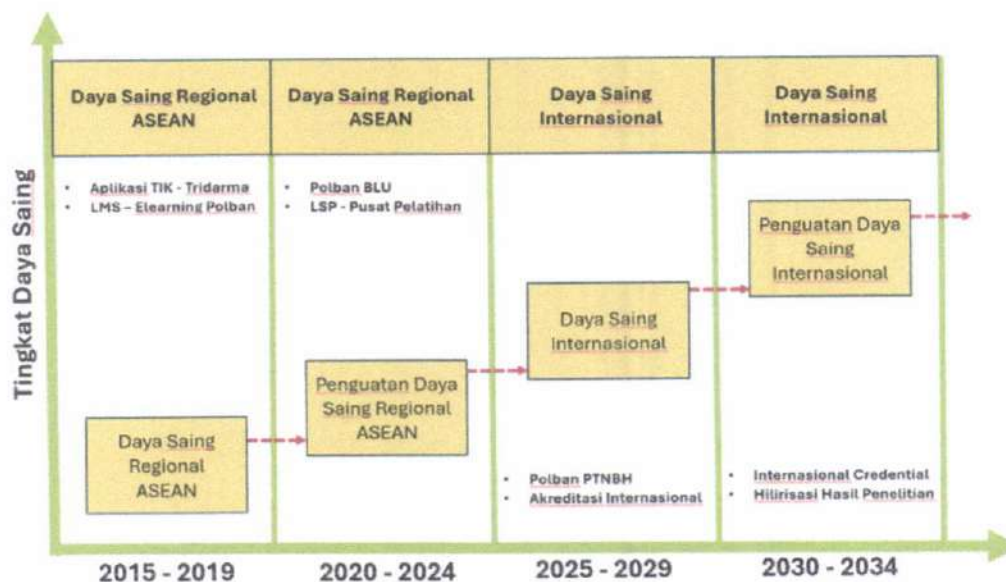 Tingkat Daya Saing
Daya Saing Regional
ASEAN
Daya Saing Regional
ASEAN
Daya Saing
Internasional
Daya Saing
Internasional
• Aplikasi TIK - Tridarma
• LMS – Elearning Polban
• Polban BLU
• LSP - Pusat Pelatihan
Daya Saing
Regional
ASEAN
Penguatan Daya
Saing Regional
ASEAN
Daya Saing
Internasional
Penguatan Daya
Saing
Internasional
• Polban PTNBH
• Akreditasi Internasional
• Internasional Credential
• Hilirisasi Hasil Penelitian
2015 - 2019
2020 - 2024
2025 - 2029
2030 - 2034